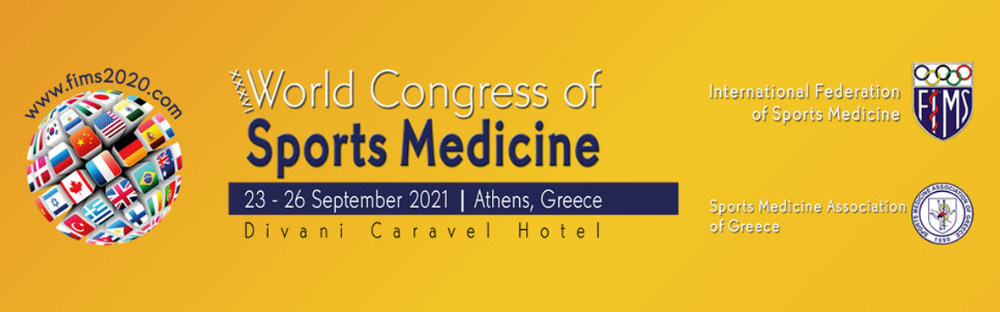 www.fims2020.com
XXXVI
World Congress of
Sports Medicine
23 - 26 September 2021 | Athens, Greece
Divani Caravel Hotel
International Federation
of Sports Medicine
FIMS
Sports Medicine Association
of Greece
SPORTS MEDICINE ASSOCIATION OF GREECE
1990